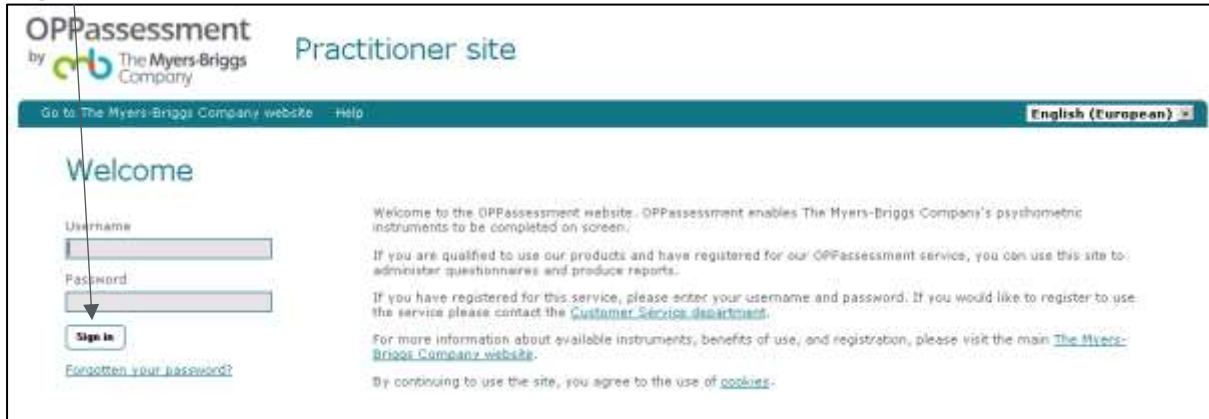 OPPassessment
by The Myers-Briggs
Company
Practitioner site
Go to The Myers-Briggs Company website Help
English (European)
Welcome
Username
Password
Sign in
Forgotten your password?
Welcome to the OPPassessment website. OPPassessment enables The Myers-Briggs Company's psychometric
instruments to be completed on screen.
If you are qualified to use our products and have registered for our OPPassessment service, you can use this site to
administer questionnaires and produce reports.
If you have registered for this service, please enter your username and password. If you would like to register to use
the service please contact the Customer Service department.
For more information about available instruments, benefits of use, and registration, please visit the main The Myers-
Briggs Company website.
By continuing to use the site, you agree to the use of cookies.